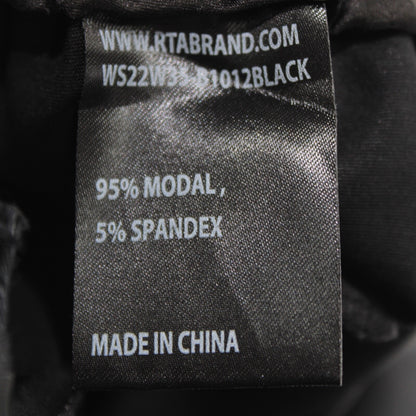 WWW.RTABRAND.COM
95% MODAL,
5% SPANDEX
MADE IN CHINA